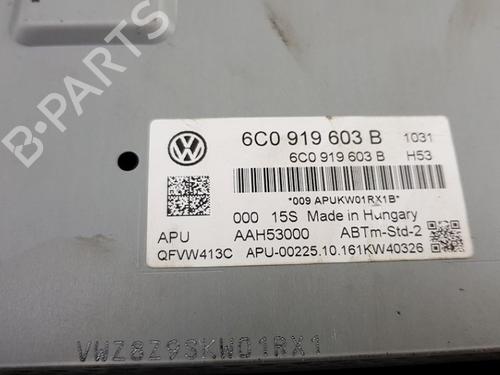 6C0 919 603 B 1031
6C0 919 603 B H53
*009 APUKW01RX1B*
000 15S Made in Hungary
APU AAH53000 ABTm-Std-2
QFVW413C APU-00225.10.161KW40326
VWZ8Z9SKW01RX1
B-PARTS